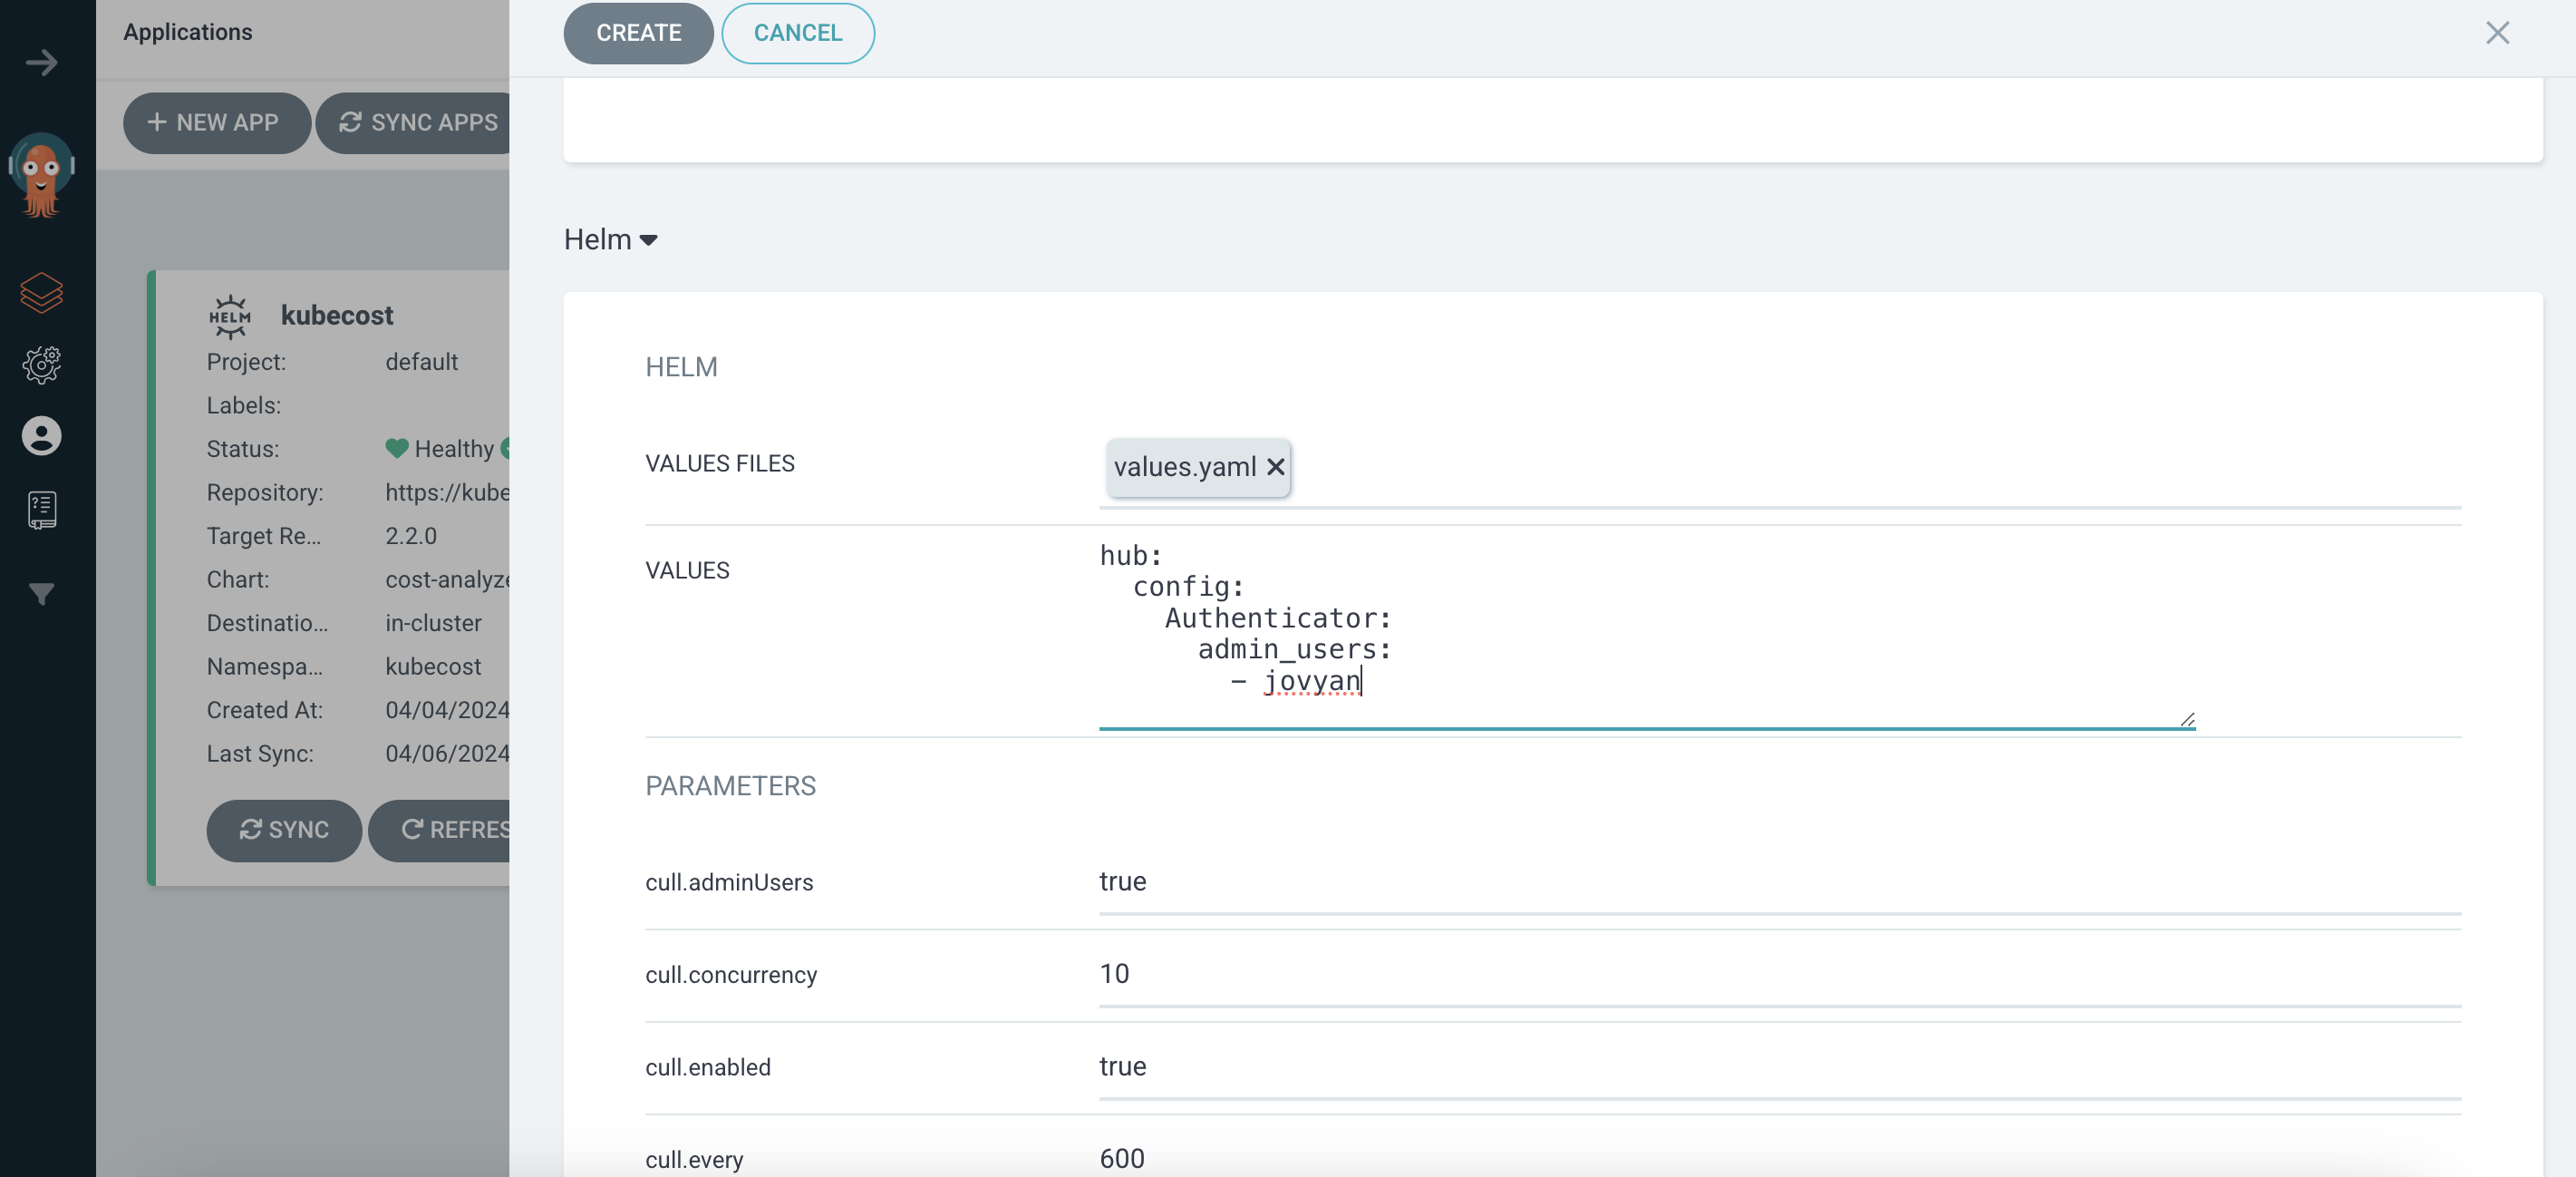 Applications
NEW APP
SYNC APPS
HELM
kubecost
Project: default
Labels:
Status: Healthy
Repository: https://kube
Target Re... 2.2.0
Chart: cost-analyze
Destinatio... in-cluster
Namespa... kubecost
Created At: 04/04/2024
Last Sync: 04/06/2024
SYNC
REFRES
CREATE
CANCEL
Helm
HELM
VALUES FILES
values.yaml
VALUES
hub:
  config:
    Authenticator:
      admin_users:
        - jovyan
PARAMETERS
cull.adminUsers true
cull.concurrency 10
cull.enabled true
cull.every 600